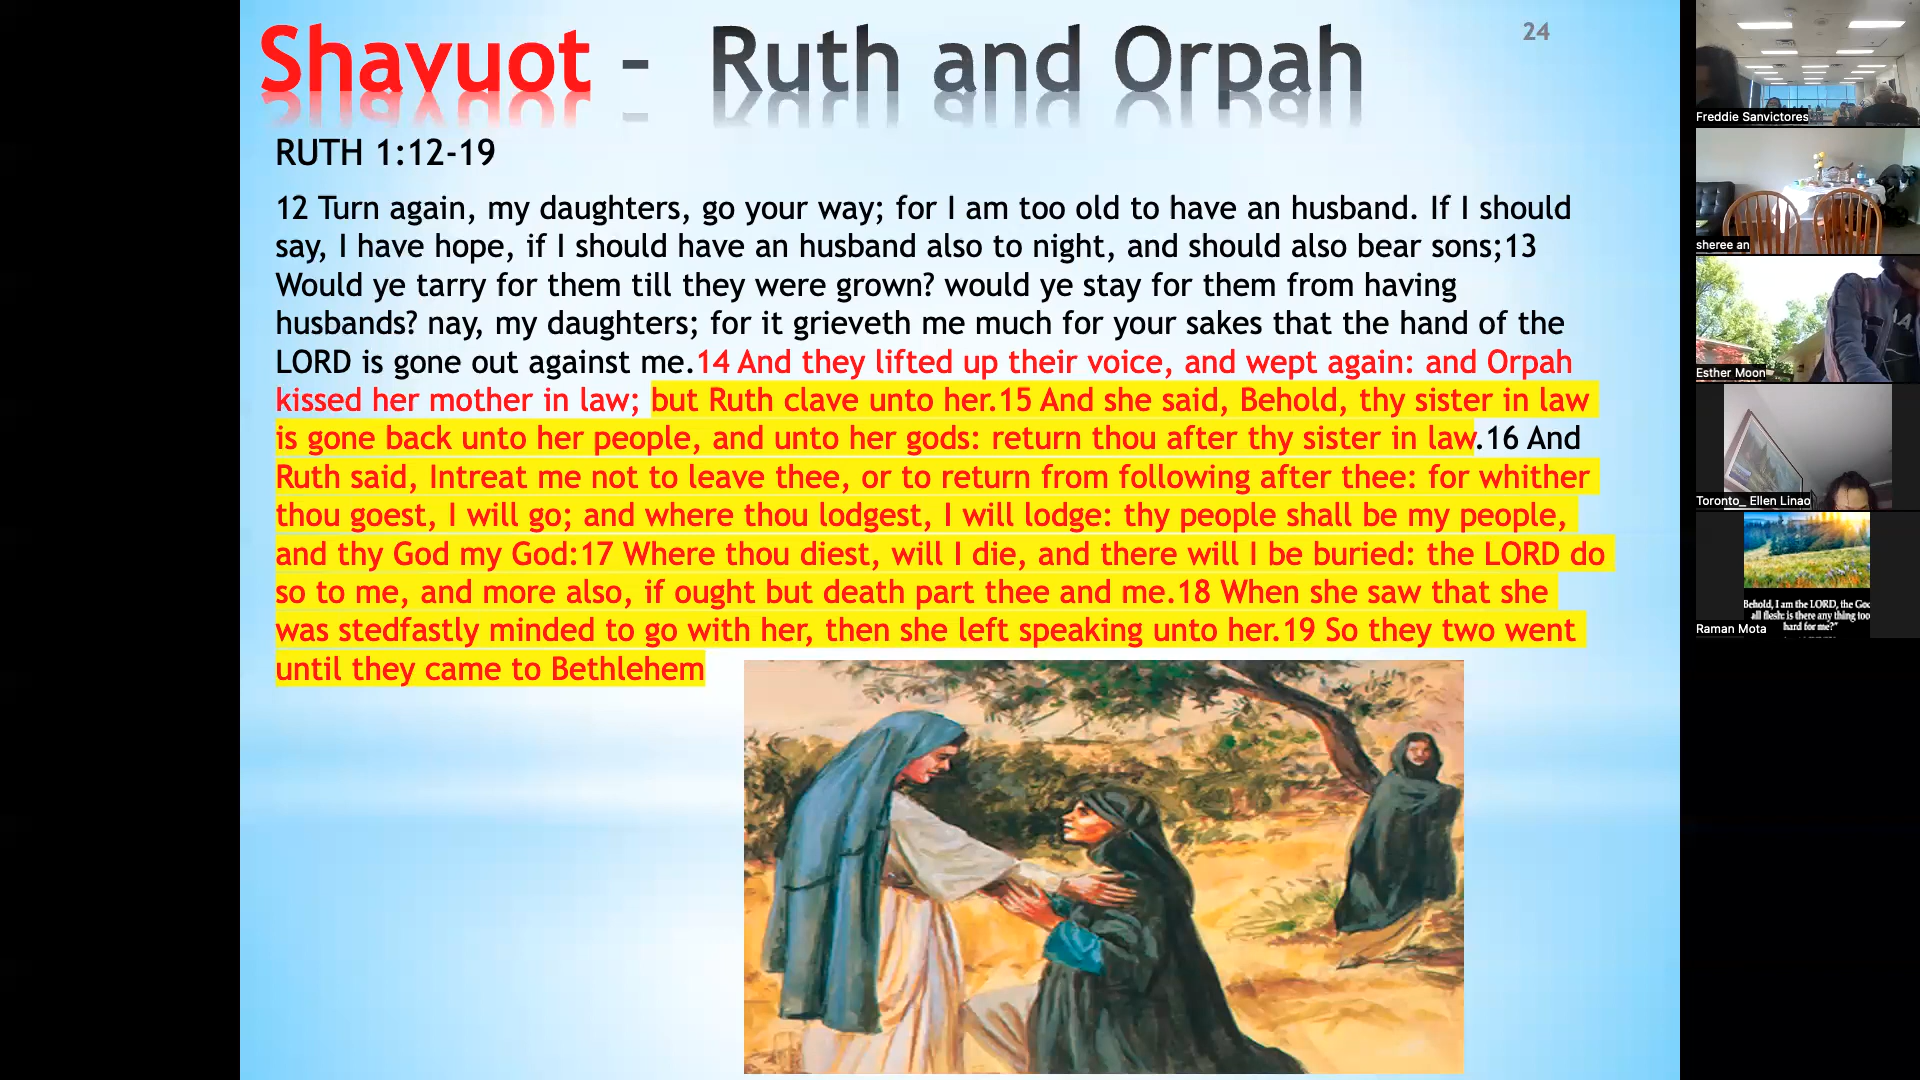 Shavuot - Ruth and Orpah
24
RUTH 1:12-19
12 Turn again, my daughters, go your way; for I am too old to have an husband. If I should
say, I have hope, if I should have an husband also to night, and should also bear sons;13
Would ye tarry for them till they were grown? would ye stay for them from having
husbands? nay, my daughters; for it grieveth me much for your sakes that the hand of the
LORD is gone out against me.14 And they lifted up their voice, and wept again: and Orpah
kissed her mother in law; but Ruth clave unto her.15 And she said, Behold, thy sister in law
is gone back unto her people, and unto her gods: return thou after thy sister in law.16 And
Ruth said, Intreat me not to leave thee, or to return from following after thee: for whither
thou goest, I will go; and where thou lodgest, I will lodge: thy people shall be my people,
and thy God my God:17 Where thou diest, will I die, and there will I be buried: the LORD do
so to me, and more also, if ought but death part thee and me.18 When she saw that she
was stedfastly minded to go with her, then she left speaking unto her.19 So they two went
until they came to Bethlehem
Freddie Sanvictores
sheree an
Esther Moon
Toronto_ Ellen Linao
Behold, I am the LORD, the God
all flesh: is there any thing too
hard for me?"
Raman Mota